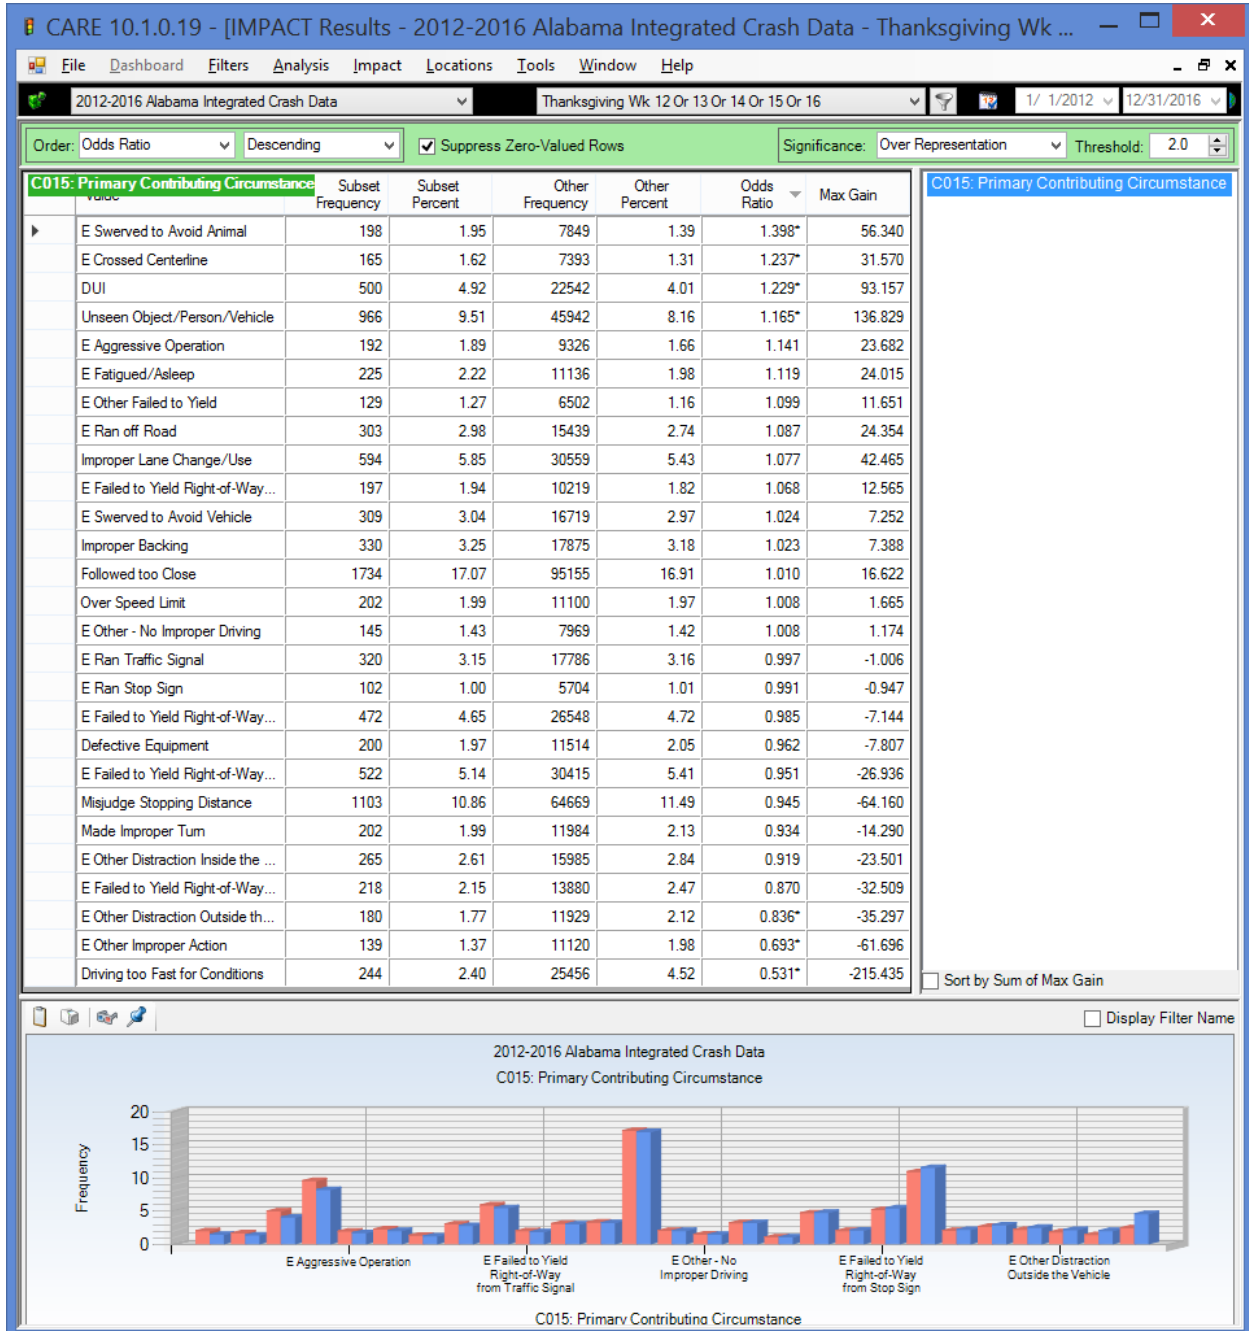 CARE 10.1.0.19 - [IMPACT Results - 2012-2016 Alabama Integrated Crash Data - Thanksgiving Wk ...
File Dashboard Filters Analysis Impact Locations Tools Window Help
2012-2016 Alabama Integrated Crash Data Thanksgiving Wk 12 Or 13 Or 14 Or 15 Or 16 1/ 1/2012 12/31/2016
Order: Odds Ratio Descending Suppress Zero-Valued Rows Significance: Over Representation Threshold: 2.0
C015: Primary Contributing Circumstance Subset Frequency Subset Percent Other Frequency Other Percent Odds Ratio Max Gain C015: Primary Contributing Circumstance
E Swerved to Avoid Animal 198 1.95 7849 1.39 1.398* 56.340
E Crossed Centerline 165 1.62 7393 1.31 1.237* 31.570
DUI 500 4.92 22542 4.01 1.229* 93.157
Unseen Object/Person/Vehicle 966 9.51 45942 8.16 1.165* 136.829
E Aggressive Operation 192 1.89 9326 1.66 1.141 23.682
E Fatigued/Asleep 225 2.22 11136 1.98 1.119 24.015
E Other Failed to Yield 129 1.27 6502 1.16 1.099 11.651
E Ran off Road 303 2.98 15439 2.74 1.087 24.354
Improper Lane Change/Use 594 5.85 30559 5.43 1.077 42.465
E Failed to Yield Right-of-Way... 197 1.94 10219 1.82 1.068 12.565
E Swerved to Avoid Vehicle 309 3.04 16719 2.97 1.024 7.252
Improper Backing 330 3.25 17875 3.18 1.023 7.388
Followed too Close 1734 17.07 95155 16.91 1.010 16.622
Over Speed Limit 202 1.99 11100 1.97 1.008 1.665
E Other - No Improper Driving 145 1.43 7969 1.42 1.008 1.174
E Ran Traffic Signal 320 3.15 17786 3.16 0.997 -1.006
E Ran Stop Sign 102 1.00 5704 1.01 0.991 -0.947
E Failed to Yield Right-of-Way... 472 4.65 26548 4.72 0.985 -7.144
Defective Equipment 200 1.97 11514 2.05 0.962 -7.807
E Failed to Yield Right-of-Way... 522 5.14 30415 5.41 0.951 -26.936
Misjudge Stopping Distance 1103 10.86 64669 11.49 0.945 -64.160
Made Improper Turn 202 1.99 11984 2.13 0.934 -14.290
E Other Distraction Inside the ... 265 2.61 15985 2.84 0.919 -23.501
E Failed to Yield Right-of-Way... 218 2.15 13880 2.47 0.870 -32.509
E Other Distraction Outside th... 180 1.77 11929 2.12 0.836* -35.297
E Other Improper Action 139 1.37 11120 1.98 0.693* -61.696
Driving too Fast for Conditions 244 2.40 25456 4.52 0.531* -215.435
Sort by Sum of Max Gain
Display Filter Name
2012-2016 Alabama Integrated Crash Data
C015: Primary Contributing Circumstance
Frequency
20
15
10
5
0
E Aggressive Operation
E Failed to Yield
Right-of-Way
from Traffic Signal
E Other - No
Improper Driving
E Failed to Yield
Right-of-Way
from Stop Sign
E Other Distraction
Outside the Vehicle
C015: Primary Contributing Circumstance